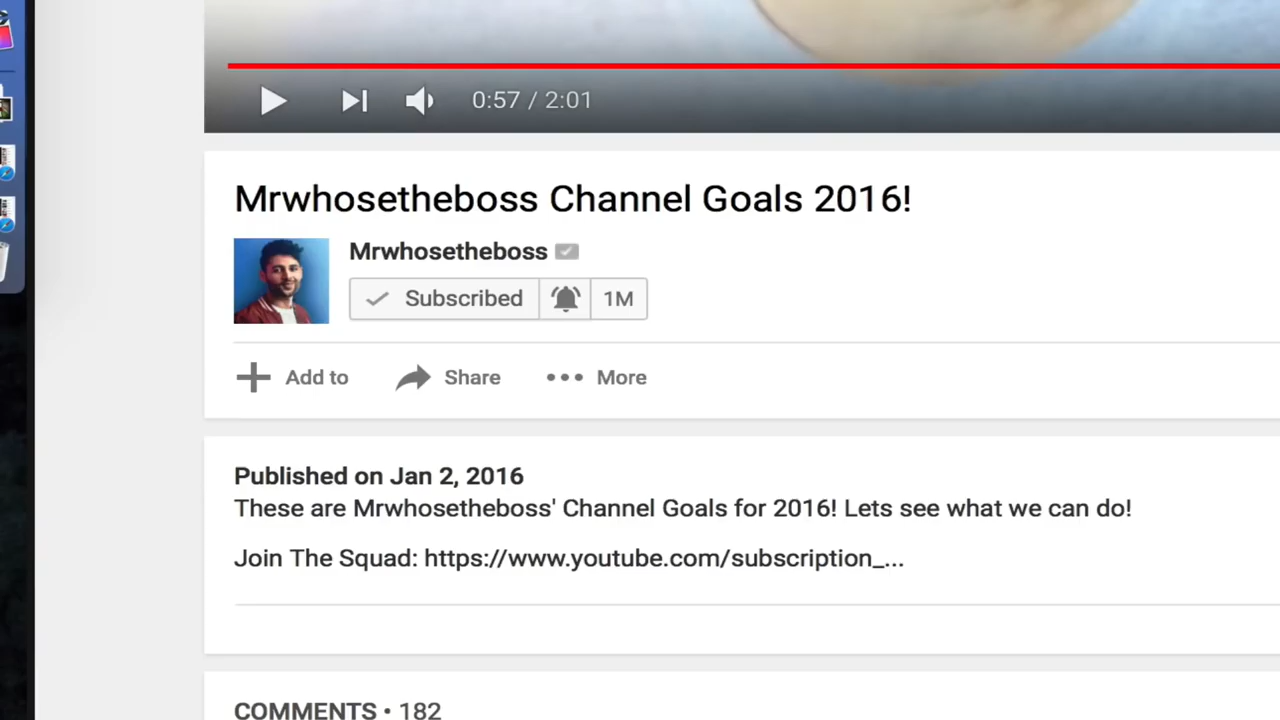 0:57 / 2:01
Mrwhosetheboss Channel Goals 2016!
Mrwhosetheboss
Subscribed 1M
Add to Share More
Published on Jan 2, 2016
These are Mrwhosetheboss' Channel Goals for 2016! Lets see what we can do!
Join The Squad: https://www.youtube.com/subscription_...
COMMENTS • 182